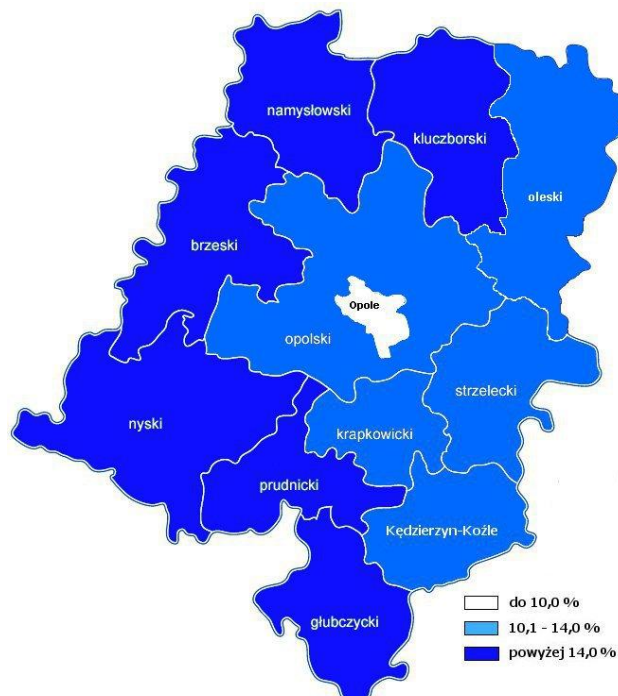 namysłowski
kluczborski
oleski
brzeski
Opole
opolski
strzelecki
nyski
krapkowicki
prudnicki
Kędzierzyn-Koźle
głubczycki
do 10,0 %
10,1 - 14,0 %
powyżej 14,0 %